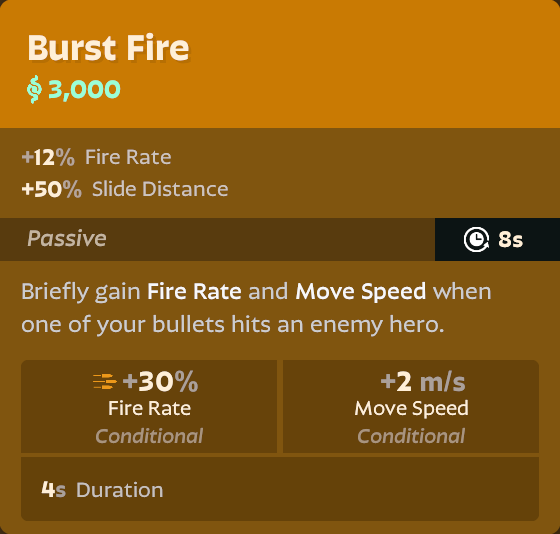 Burst Fire
3,000
+12% Fire Rate
+50% Slide Distance
Passive 8s
Briefly gain Fire Rate and Move Speed when
one of your bullets hits an enemy hero.
+30% +2 m/s
Fire Rate Move Speed
Conditional Conditional
4s Duration